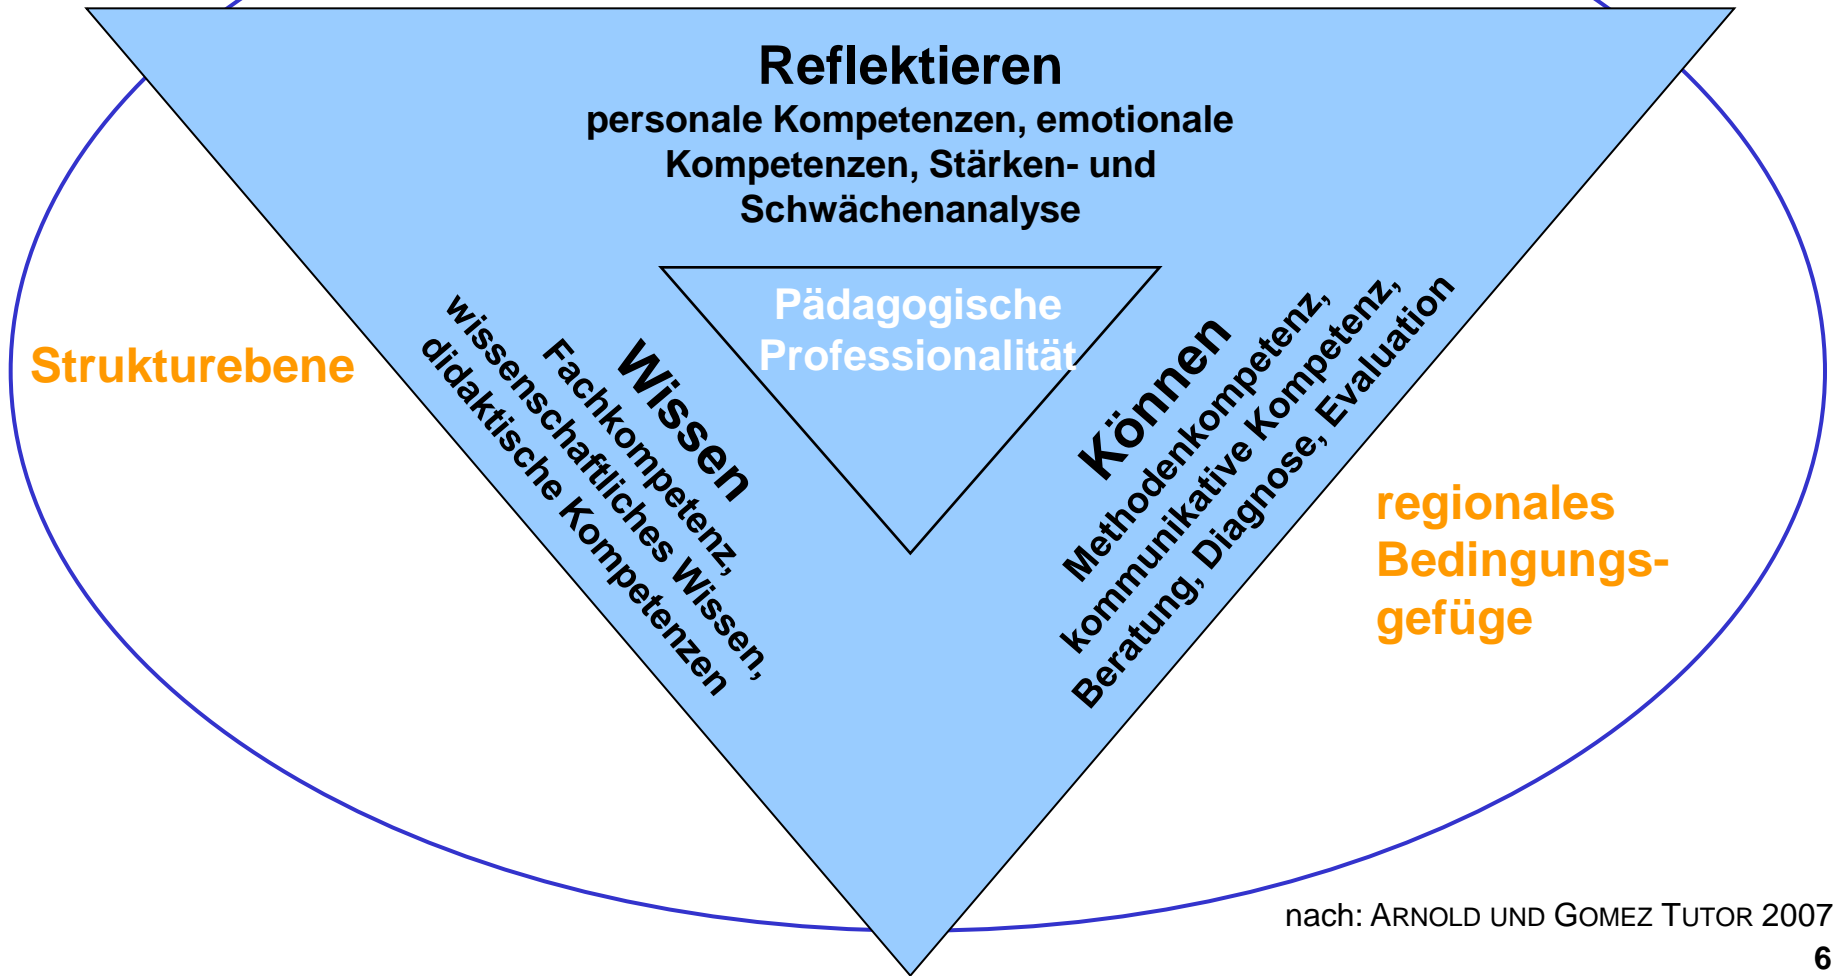 Reflektieren
personale Kompetenzen, emotionale
Kompetenzen, Stärken- und
Schwächenanalyse
Pädagogische
Professionalität
Strukturebene
Wissen
Fachkompetenz,
wissenschaftliches Wissen,
didaktische Kompetenzen
Können
Methodenkompetenz,
kommunikative Kompetenz,
Beratung, Diagnose, Evaluation
regionales
Bedingungs-
gefüge
nach: ARNOLD UND GOMEZ TUTOR 2007
6